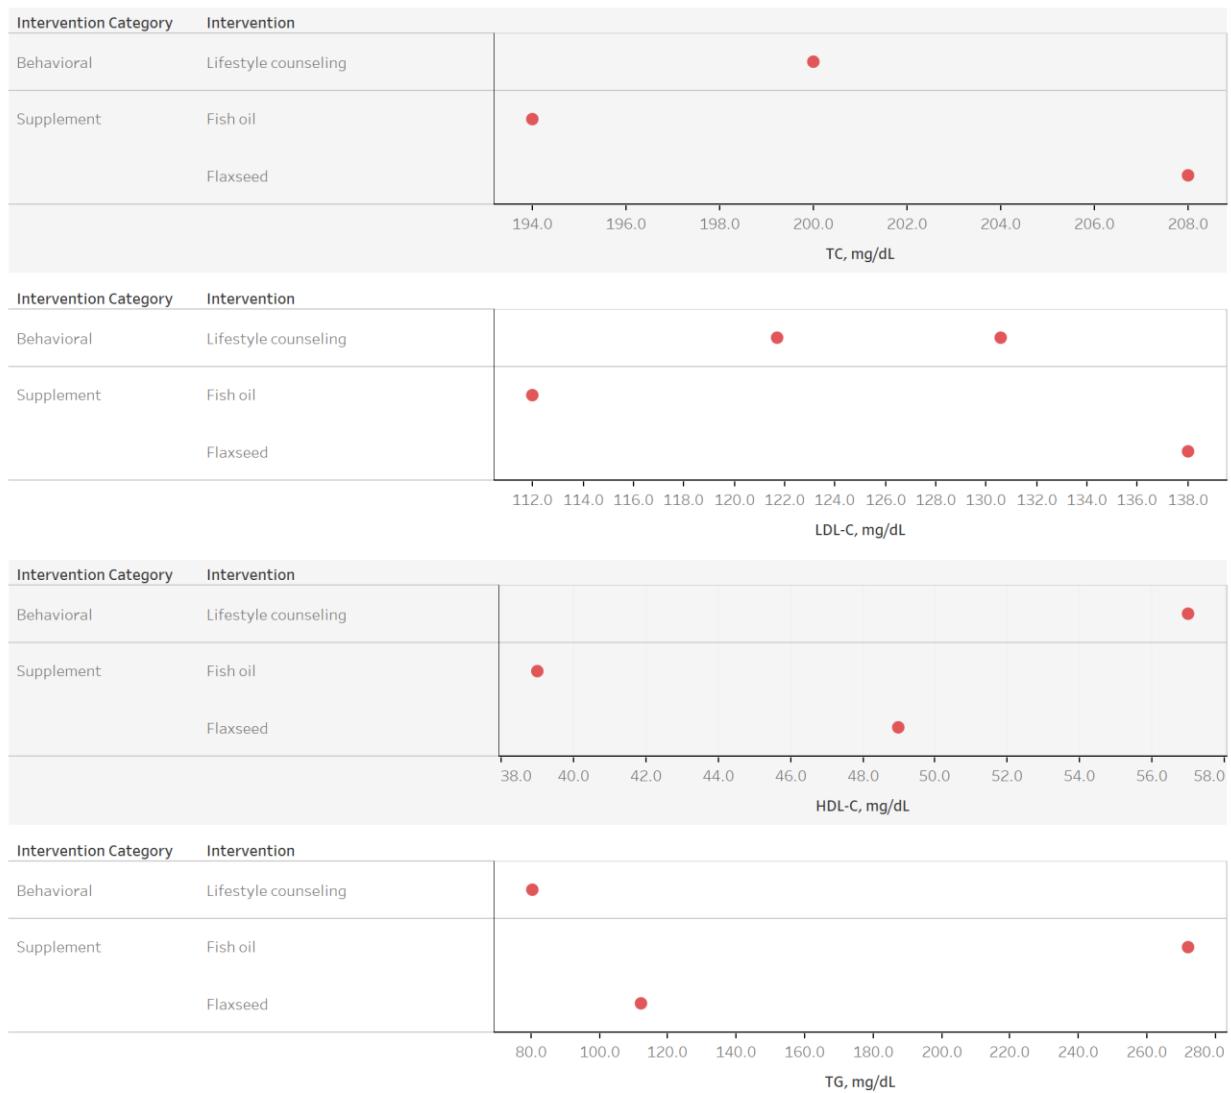 Intervention Category Intervention
Behavioral Lifestyle counseling
Supplement Fish oil
Flaxseed
194.0 196.0 198.0 200.0 202.0 204.0 206.0 208.0
TC, mg/dL
Intervention Category Intervention
Behavioral Lifestyle counseling
Supplement Fish oil
Flaxseed
112.0 114.0 116.0 118.0 120.0 122.0 124.0 126.0 128.0 130.0 132.0 134.0 136.0 138.0
LDL-C, mg/dL
Intervention Category Intervention
Behavioral Lifestyle counseling
Supplement Fish oil
Flaxseed
38.0 40.0 42.0 44.0 46.0 48.0 50.0 52.0 54.0 56.0 58.0
HDL-C, mg/dL
Intervention Category Intervention
Behavioral Lifestyle counseling
Supplement Fish oil
Flaxseed
80.0 100.0 120.0 140.0 160.0 180.0 200.0 220.0 240.0 260.0 280.0
TG, mg/dL